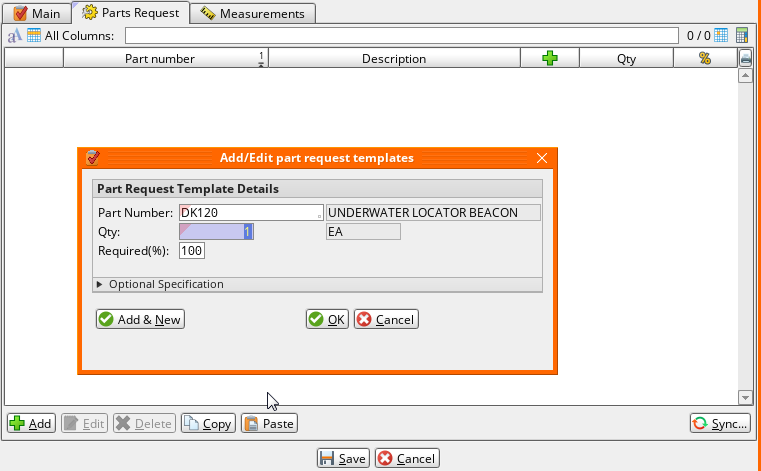 Main Parts Request Measurements
All Columns: 0 / 0
Part number 1 Description Qty %
Add/Edit part request templates
Part Request Template Details
Part Number: DK120 UNDERWATER LOCATOR BEACON
Qty: 1 EA
Required(%): 100
Optional Specification
Add & New OK Cancel
Add Edit Delete Copy Paste Sync...
Save Cancel